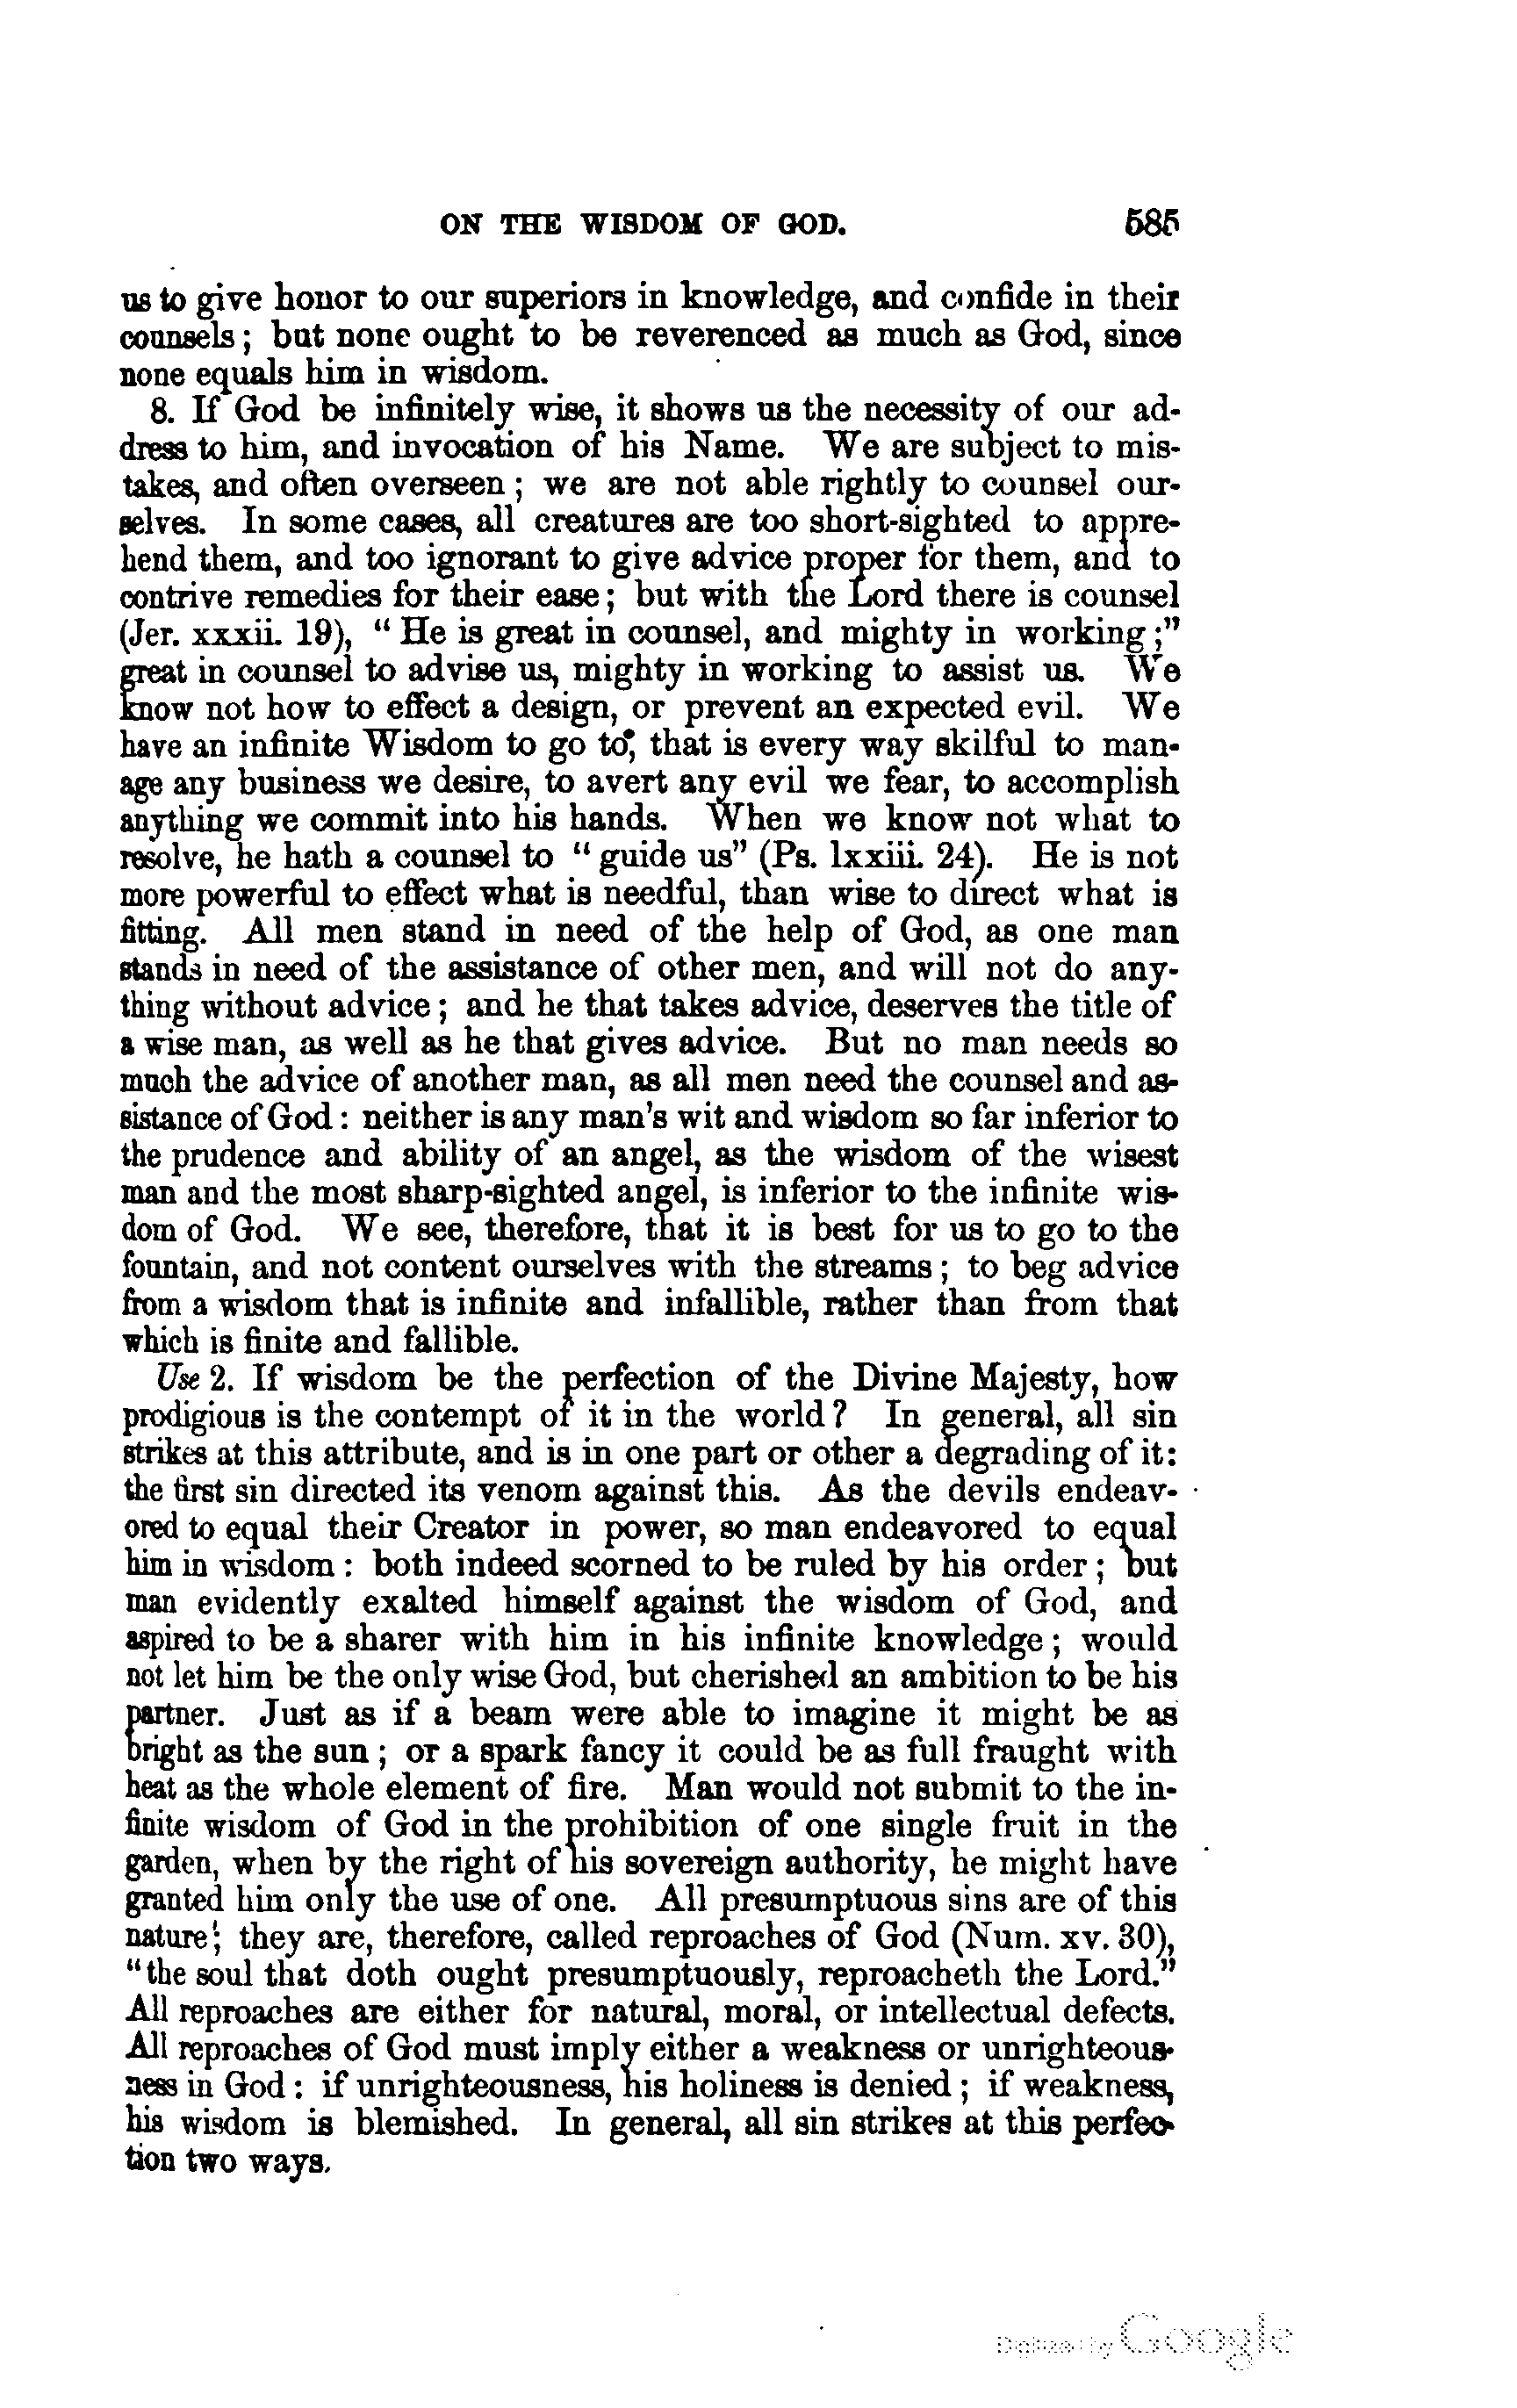 ON THE WISDOM OF GOD. 585
us to give honor to our superiors in knowledge, and confide in their
counsels; but none ought to be reverenced as much as God, since
none equals him in wisdom.
8. If God be infinitely wise, it shows us the necessity of our ad-
dress to him, and invocation of his Name. We are subject to mis-
takes, and often overseen; we are not able rightly to counsel our-
selves. In some cases, all creatures are too short-sighted to appre-
hend them, and too ignorant to give advice proper for them, and to
contrive remedies for their ease; but with the Lord there is counsel
(Jer. xxxii. 19), "He is great in counsel, and mighty in working;"
great in counsel to advise us, mighty in working to assist us. We
know not how to effect a design, or prevent an expected evil. We
have an infinite Wisdom to go to, that is every way skilful to man-
age any business we desire, to avert any evil we fear, to accomplish
anything we commit into his hands. When we know not what to
resolve, he hath a counsel to "guide us" (Ps. lxxiii. 24). He is not
more powerful to effect what is needful, than wise to direct what is
fitting. All men stand in need of the help of God, as one man
stands in need of the assistance of other men, and will not do any-
thing without advice; and he that takes advice, deserves the title of
a wise man, as well as he that gives advice. But no man needs so
much the advice of another man, as all men need the counsel and as-
sistance of God: neither is any man's wit and wisdom so far inferior to
the prudence and ability of an angel, as the wisdom of the wisest
man and the most sharp-sighted angel, is inferior to the infinite wis-
dom of God. We see, therefore, that it is best for us to go to the
fountain, and not content ourselves with the streams; to beg advice
from a wisdom that is infinite and infallible, rather than from that
which is finite and fallible.
Use 2. If wisdom be the perfection of the Divine Majesty, how
prodigious is the contempt of it in the world? In general, all sin
strikes at this attribute, and is in one part or other a degrading of it:
the first sin directed its venom against this. As the devils endeav-
ored to equal their Creator in power, so man endeavored to equal
him in wisdom: both indeed scorned to be ruled by his order; but
man evidently exalted himself against the wisdom of God, and
aspired to be a sharer with him in his infinite knowledge; would
not let him be the only wise God, but cherished an ambition to be his
partner. Just as if a beam were able to imagine it might be as
bright as the sun; or a spark fancy it could be as full fraught with
heat as the whole element of fire. Man would not submit to the in-
finite wisdom of God in the prohibition of one single fruit in the
garden, when by the right of his sovereign authority, he might have
granted him only the use of one. All presumptuous sins are of this
nature; they are, therefore, called reproaches of God (Num. xv. 30),
"the soul that doth ought presumptuously, reproacheth the Lord."
All reproaches are either for natural, moral, or intellectual defects.
All reproaches of God must imply either a weakness or unrighteous-
ness in God: if unrighteousness, his holiness is denied; if weakness,
his wisdom is blemished. In general, all sin strikes at this perfec-
tion two ways.
Digitized by Google